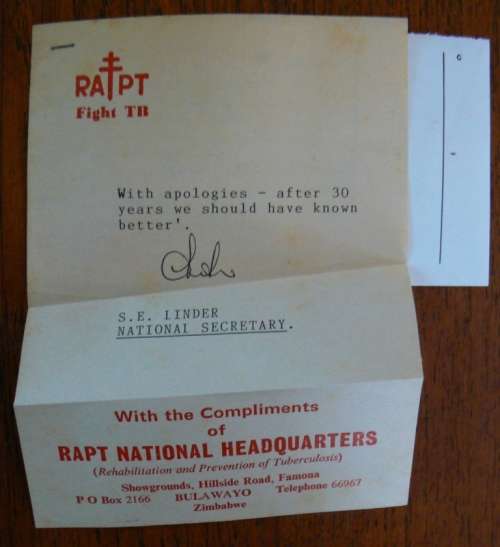 RAPT
Fight TB
With apologies - after 30
years we should have known
better'.
S.E. LINDER
NATIONAL SECRETARY.
With the Compliments
of
RAPT NATIONAL HEADQUARTERS
(Rehabilitation and Prevention of Tuberculosis)
Showgrounds, Hillside Road, Famona
P O Box 2166 BULAWAYO Telephone 66967
Zimbabwe